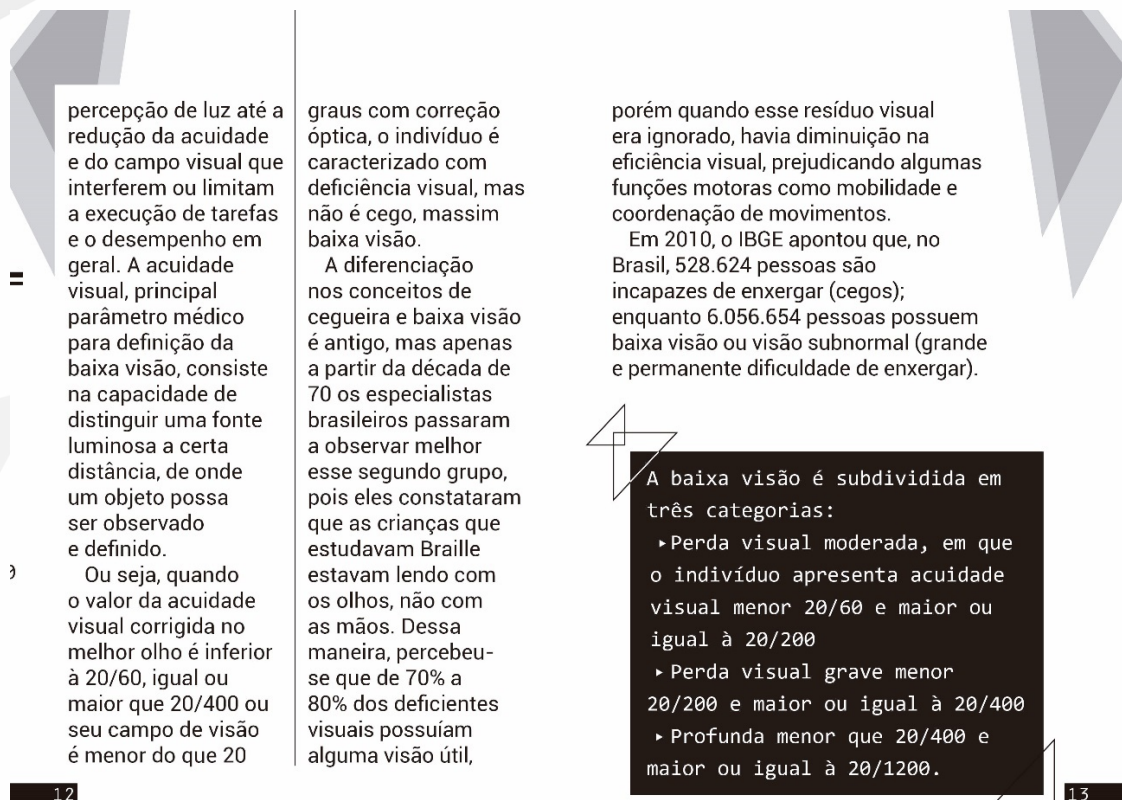 percepção de luz até a
redução da acuidade
e do campo visual que
interferem ou limitam
a execução de tarefas
e o desempenho em
geral. A acuidade
visual, principal
parâmetro médico
para definição da
baixa visão, consiste
na capacidade de
distinguir uma fonte
luminosa a certa
distância, de onde
um objeto possa
ser observado
e definido.
Ou seja, quando
o valor da acuidade
visual corrigida no
melhor olho é inferior
à 20/60, igual ou
maior que 20/400 ou
seu campo de visão
é menor do que 20
graus com correção
óptica, o indivíduo é
caracterizado com
deficiência visual, mas
não é cego, massim
baixa visão.
A diferenciação
nos conceitos de
cegueira e baixa visão
é antigo, mas apenas
a partir da década de
70 os especialistas
brasileiros passaram
a observar melhor
esse segundo grupo,
pois eles constataram
que as crianças que
estudavam Braille
estavam lendo com
os olhos, não com
as mãos. Dessa
maneira, percebeu-
se que de 70% a
80% dos deficientes
visuais possuíam
alguma visão útil,
12
porém quando esse resíduo visual
era ignorado, havia diminuição na
eficiência visual, prejudicando algumas
funções motoras como mobilidade e
coordenação de movimentos.
Em 2010, o IBGE apontou que, no
Brasil, 528.624 pessoas são
incapazes de enxergar (cegos);
enquanto 6.056.654 pessoas possuem
baixa visão ou visão subnormal (grande
e permanente dificuldade de enxergar).
A baixa visão é subdividida em
três categorias:
▸Perda visual moderada, em que
o indivíduo apresenta acuidade
visual menor 20/60 e maior ou
igual à 20/200
▸ Perda visual grave menor
20/200 e maior ou igual à 20/400
▸ Profunda menor que 20/400 e
maior ou igual à 20/1200.
13